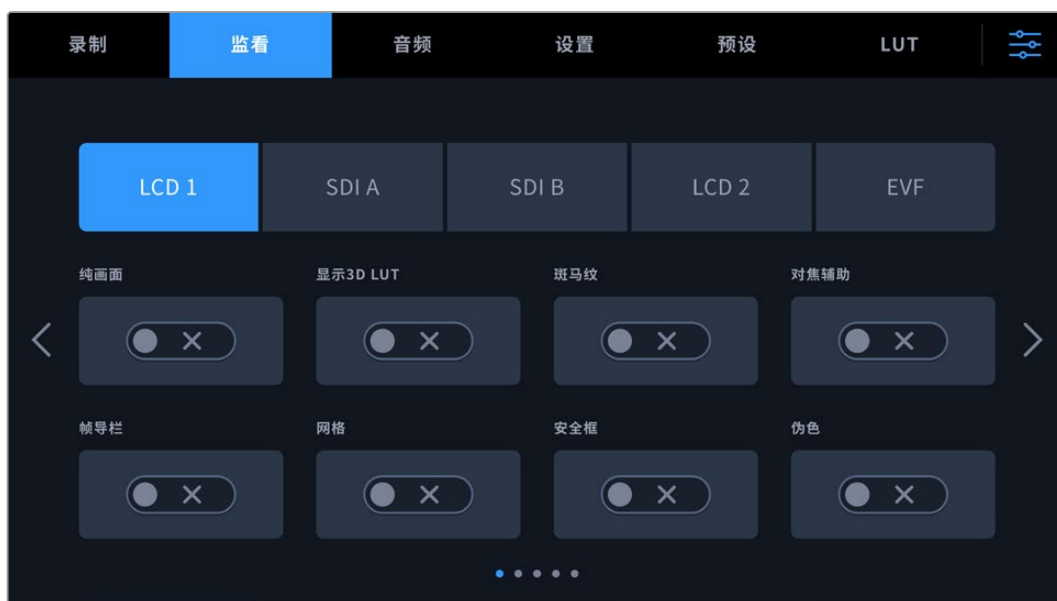 录制 监看 音频 设置 预设 LUT
LCD 1 SDI A SDI B LCD 2 EVF
纯画面 显示3D LUT 斑马纹 对焦辅助
帧导栏 网格 安全框 伪色